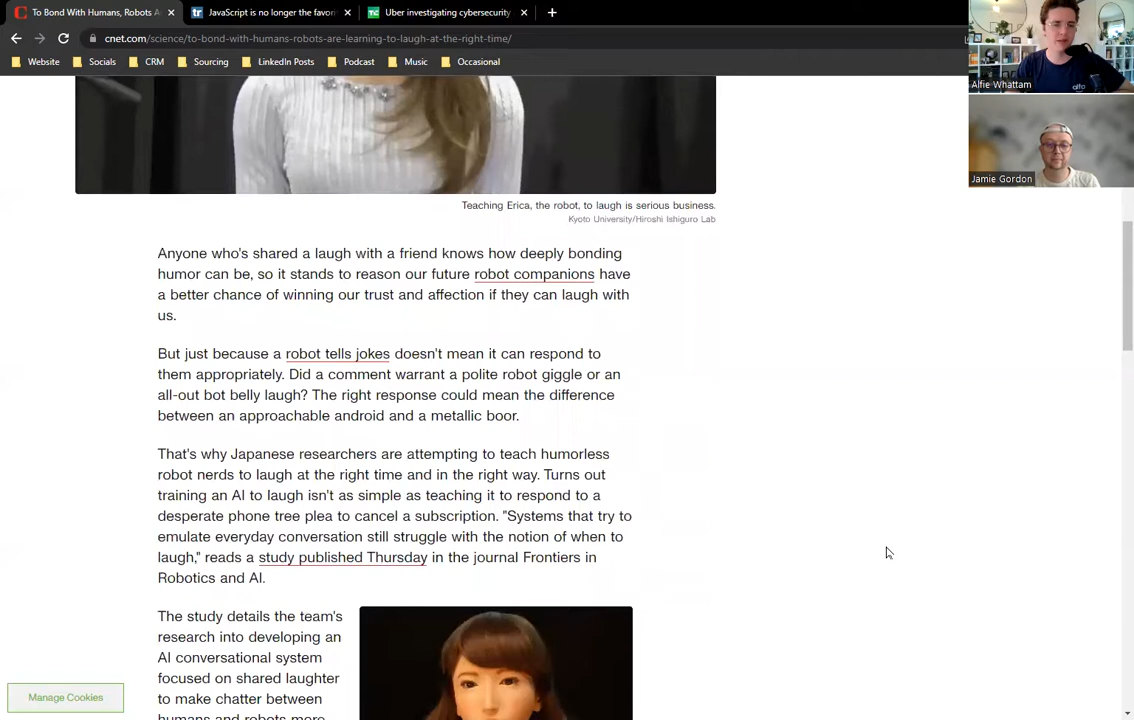 To Bond With Humans, Robots A
JavaScript is no longer the favor
Uber investigating cybersecurity
cnet.com/science/to-bond-with-humans-robots-are-learning-to-laugh-at-the-right-time/
Website
Socials
CRM
Sourcing
LinkedIn Posts
Podcast
Music
Occasional
Alfie Whattam
Jamie Gordon
Teaching Erica, the robot, to laugh is serious business.
Kyoto University/Hiroshi Ishiguro Lab
Anyone who's shared a laugh with a friend knows how deeply bonding
humor can be, so it stands to reason our future robot companions have
a better chance of winning our trust and affection if they can laugh with
us.
But just because a robot tells jokes doesn't mean it can respond to
them appropriately. Did a comment warrant a polite robot giggle or an
all-out bot belly laugh? The right response could mean the difference
between an approachable android and a metallic boor.
That's why Japanese researchers are attempting to teach humorless
robot nerds to laugh at the right time and in the right way. Turns out
training an AI to laugh isn't as simple as teaching it to respond to a
desperate phone tree plea to cancel a subscription. "Systems that try to
emulate everyday conversation still struggle with the notion of when to
laugh," reads a study published Thursday in the journal Frontiers in
Robotics and AI.
The study details the team's
research into developing an
AI conversational system
focused on shared laughter
to make chatter between
humans and robots more
Manage Cookies